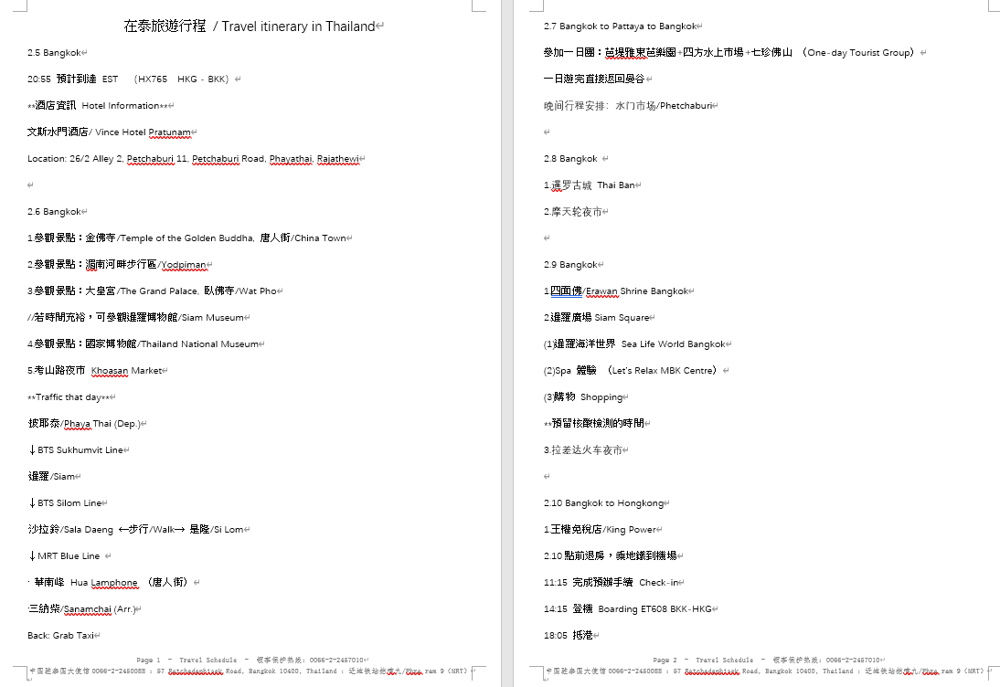 在泰旅遊行程 / Travel itinerary in Thailand
2.5 Bangkok
20:55 預計到達 EST （HX765 HKG - BKK）
**酒店資訊 Hotel Information**
文斯水門酒店/ Vince Hotel Pratunam
Location: 26/2 Alley 2, Petchaburi 11, Petchaburi Road, Phayathai, Rajathewi
2.6 Bangkok
1.參觀景點：金佛寺/Temple of the Golden Buddha, 唐人街/China Town
2.參觀景點：湄南河畔步行區/Yodpiman
3.參觀景點：大皇宮/The Grand Palace, 臥佛寺/Wat Pho
//若時間充裕，可參觀暹羅博物館/Siam Museum
4.參觀景點：國家博物館/Thailand National Museum
5.考山路夜市 Khoasan Market
**Traffic that day**
披耶泰/Phaya Thai (Dep.)
↓BTS Sukhumvit Line
暹羅/Siam
↓BTS Silom Line
沙拉鈴/Sala Daeng ←步行/Walk→ 是隆/Si Lom
↓MRT Blue Line
· 華南峰 Hua Lamphone （唐人街）
·三納柴/Sanamchai (Arr.)
Back: Grab Taxi
Page 1 - Travel Schedule - 领事保护热线：0066-2-2457010
中国驻泰国大使馆 0066-2-2450088 : 57 Ratchadaphisek Road, Bangkok 10400, Thailand : 近地铁站拍腊九/Phra ram 9 (MRT)
2.7 Bangkok to Pattaya to Bangkok
參加一日團：芭堤雅東芭樂園+四方水上市場+七珍佛山 （One-day Tourist Group）
一日遊完直接返回曼谷
晚间行程安排：水门市场/Phetchaburi
2.8 Bangkok
1.暹罗古城 Thai Ban
2.摩天轮夜市
2.9 Bangkok
1.四面佛/Erawan Shrine Bangkok
2.暹羅廣場 Siam Square
(1)暹羅海洋世界 Sea Life World Bangkok
(2)Spa 體驗 （Let's Relax MBK Centre）
(3)購物 Shopping
**預留核酸檢測的時間
3.拉差达火车夜市
2.10 Bangkok to Hongkong
1.王權免稅店/King Power
2.10 點前退房，乘地鐵到機場
11:15 完成預辦手續 Check-in
14:15 登機 Boarding ET608 BKK-HKG
18:05 抵港
Page 2 - Travel Schedule - 领事保护热线：0066-2-2457010
中国驻泰国大使馆 0066-2-2450088 : 57 Ratchadaphisek Road, Bangkok 10400, Thailand : 近地铁站拍腊九/Phra ram 9 (MRT)